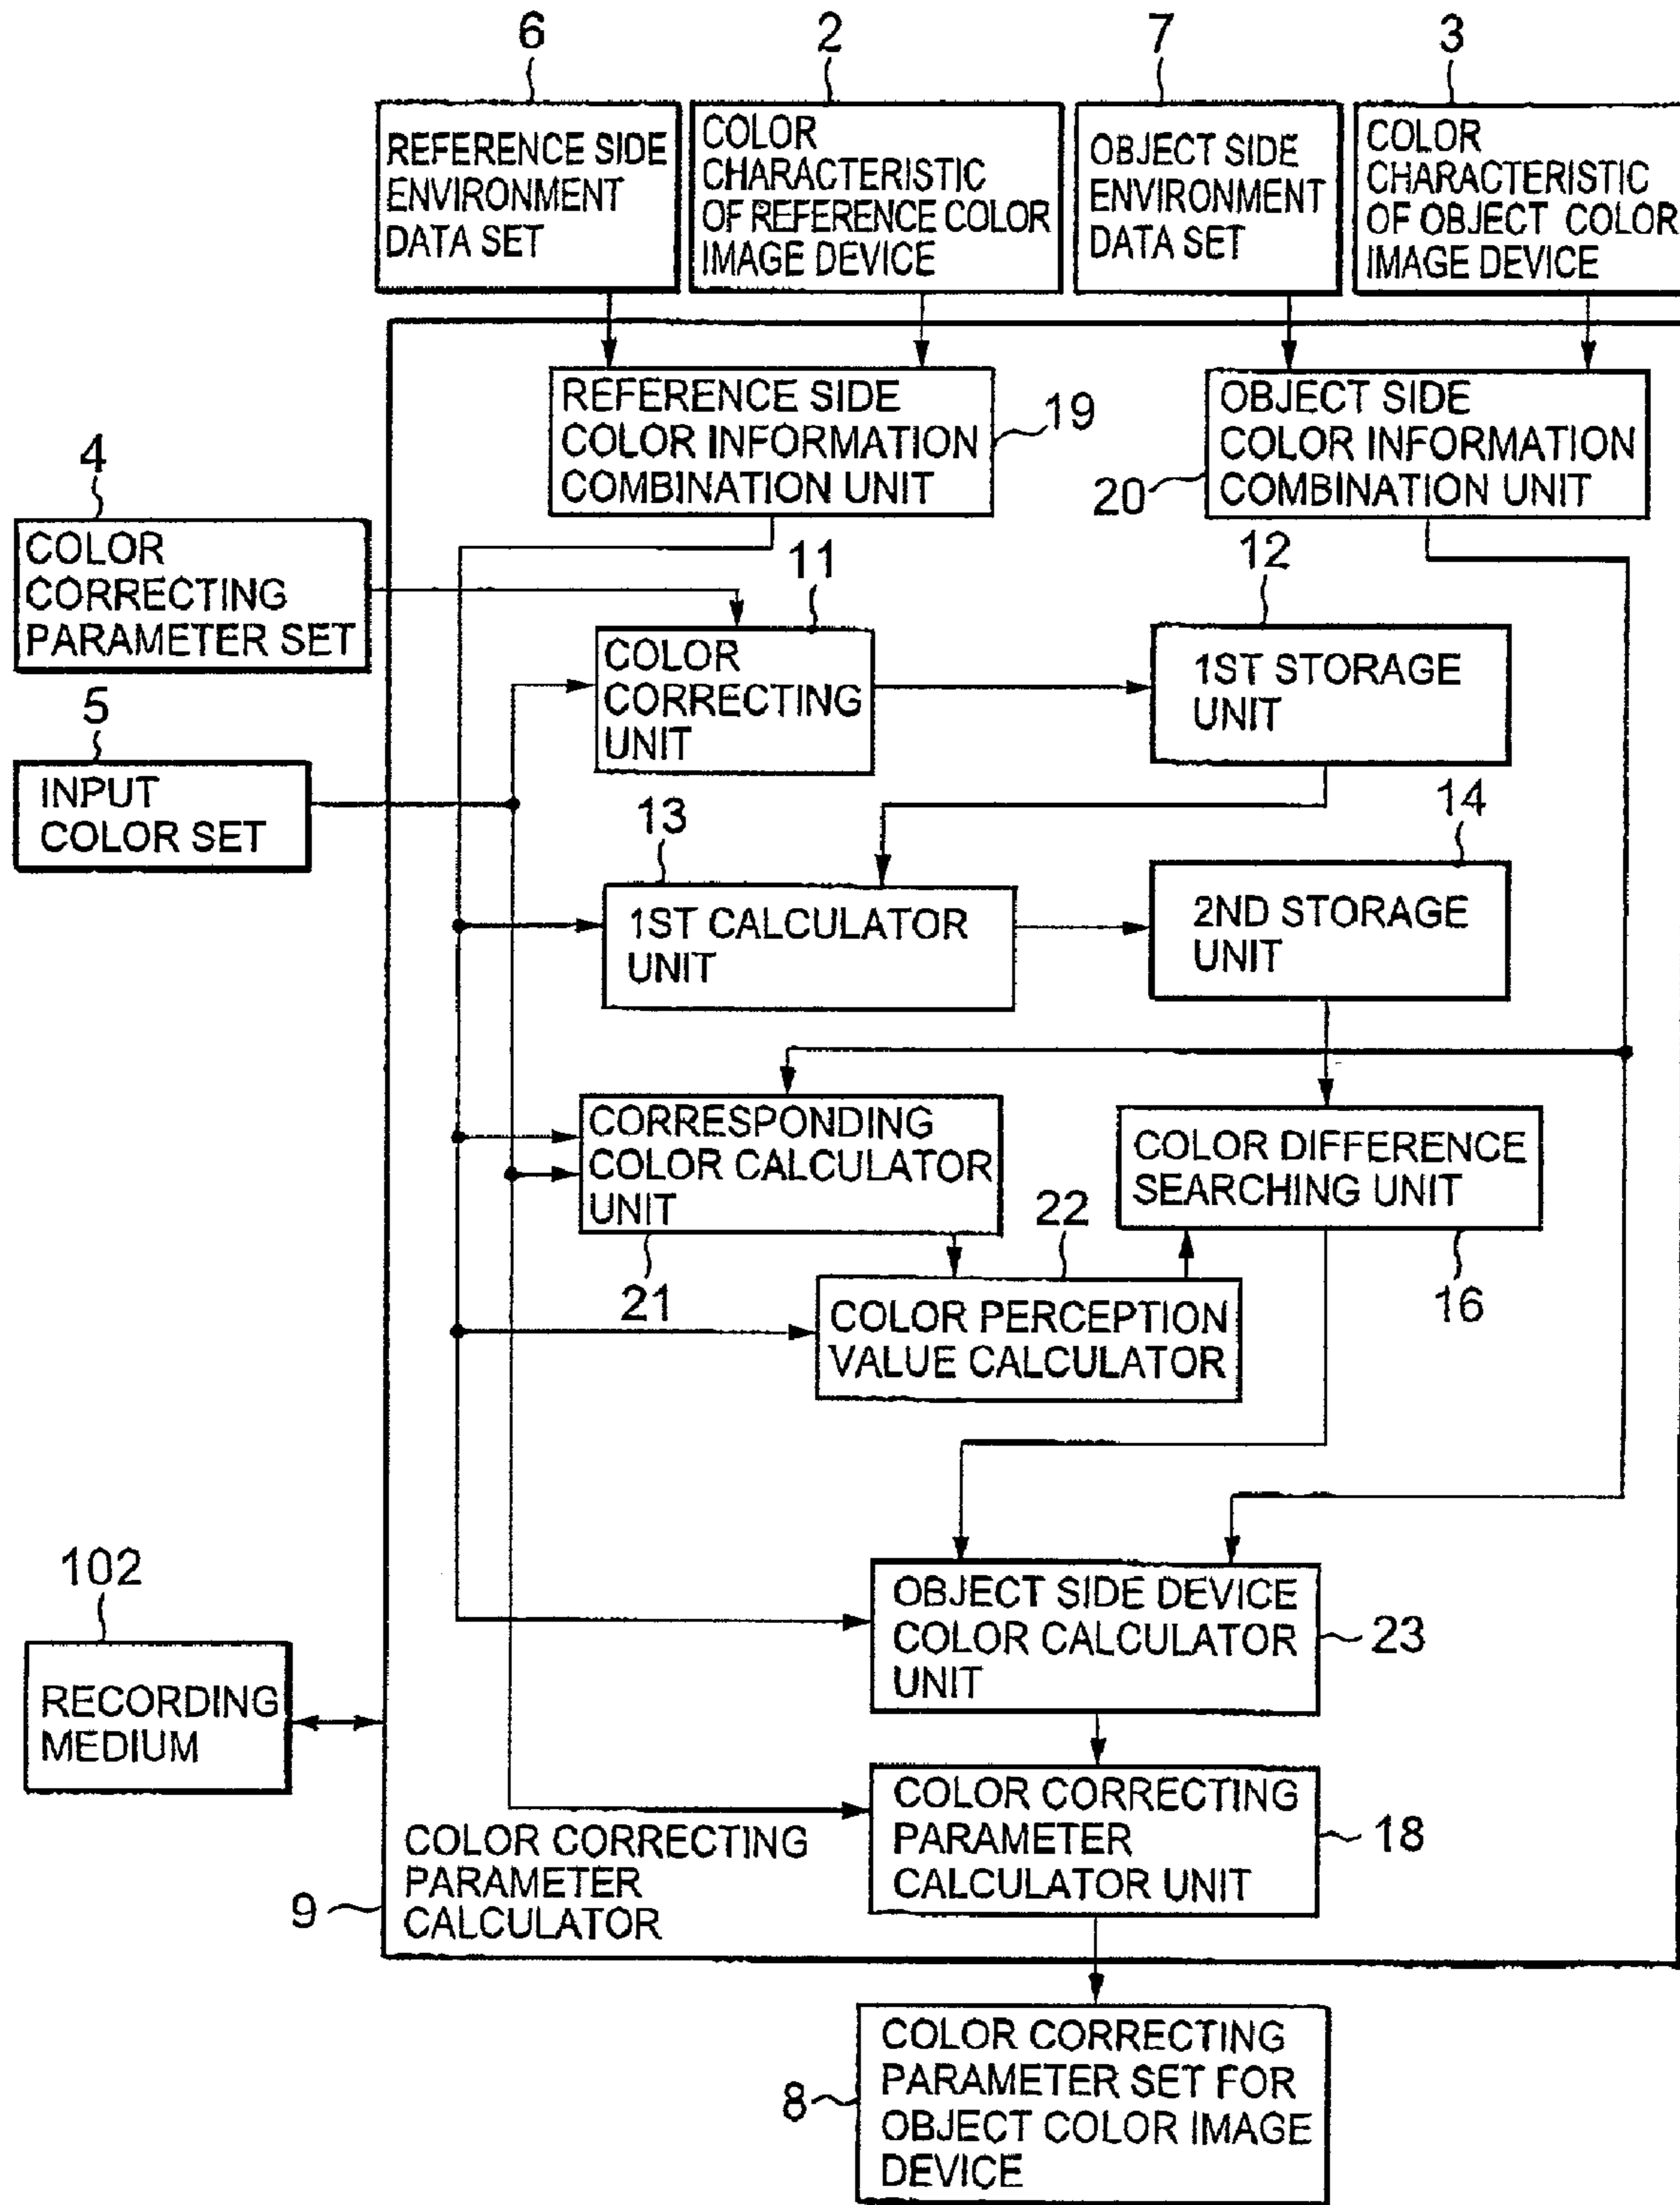 6
2
7
3
REFERENCE SIDE
ENVIRONMENT
DATA SET
COLOR
CHARACTERISTIC
OF REFERENCE COLOR
IMAGE DEVICE
OBJECT SIDE
ENVIRONMENT
DATA SET
COLOR
CHARACTERISTIC
OF OBJECT COLOR
IMAGE DEVICE
REFERENCE SIDE
COLOR INFORMATION
COMBINATION UNIT
19
OBJECT SIDE
COLOR INFORMATION
COMBINATION UNIT
20
4
COLOR
CORRECTING
PARAMETER SET
11
COLOR
CORRECTING
UNIT
12
1ST STORAGE
UNIT
5
INPUT
COLOR SET
13
1ST CALCULATOR
UNIT
14
2ND STORAGE
UNIT
CORRESPONDING
COLOR CALCULATOR
UNIT
21
COLOR DIFFERENCE
SEARCHING UNIT
16
22
COLOR PERCEPTION
VALUE CALCULATOR
OBJECT SIDE DEVICE
COLOR CALCULATOR
UNIT
23
102
RECORDING
MEDIUM
COLOR CORRECTING
PARAMETER
CALCULATOR UNIT
18
COLOR CORRECTING
PARAMETER
CALCULATOR
9
COLOR CORRECTING
PARAMETER SET FOR
OBJECT COLOR IMAGE
DEVICE
8